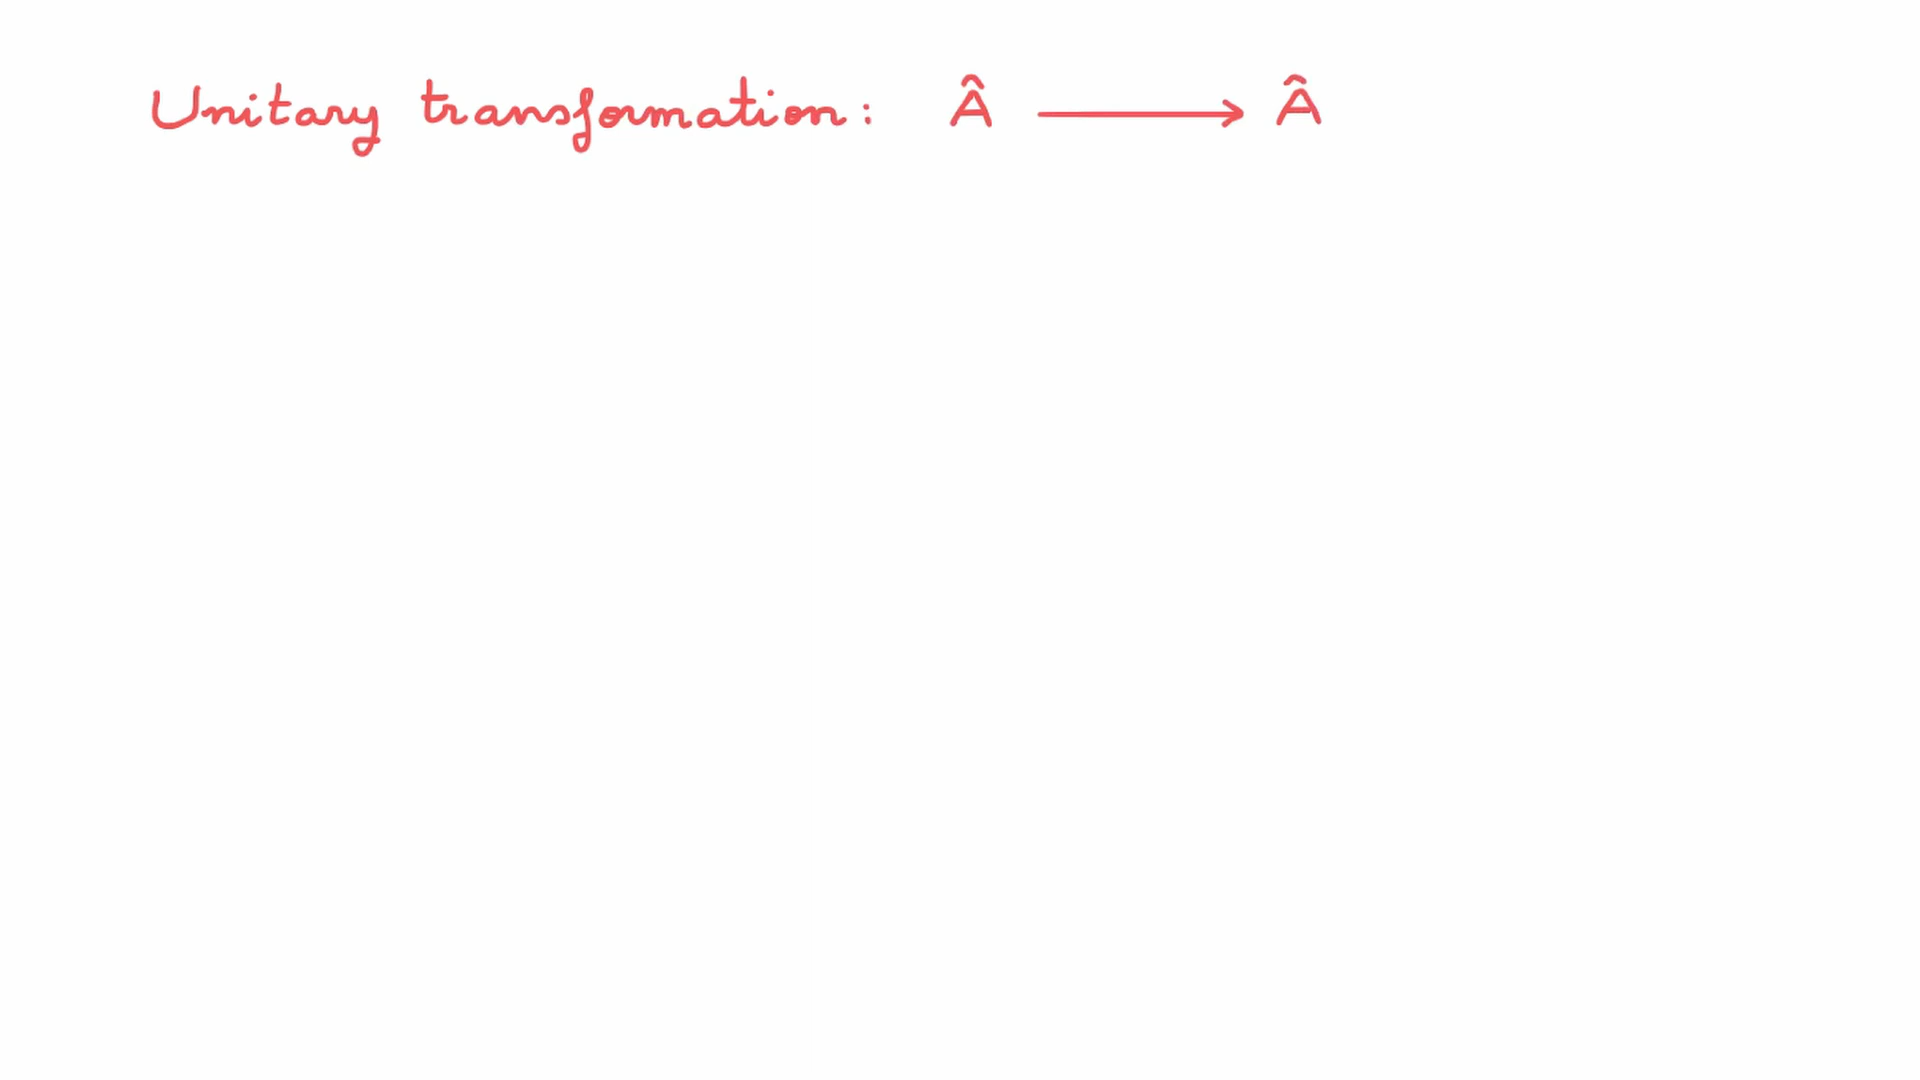 Unitary transformation: Â ⟶ Â